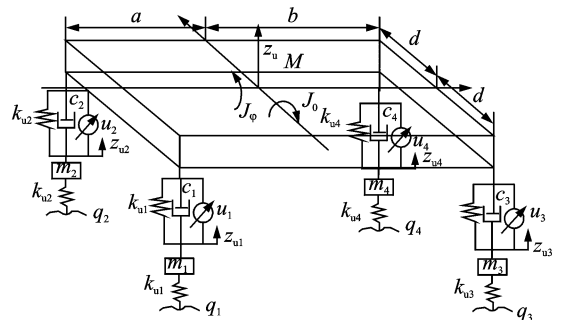 a b
d
z_u
M
J_φ J_0
d
c_2
k_u2 u_2
z_u2
m_2
k_u2
q_2
c_4
k_u4 u_4
z_u4
m_4
k_u4
q_4
c_1
k_u1 u_1
z_u1
m_1
k_u1
q_1
c_3
u_3
z_u3
m_3
k_u3
q_3